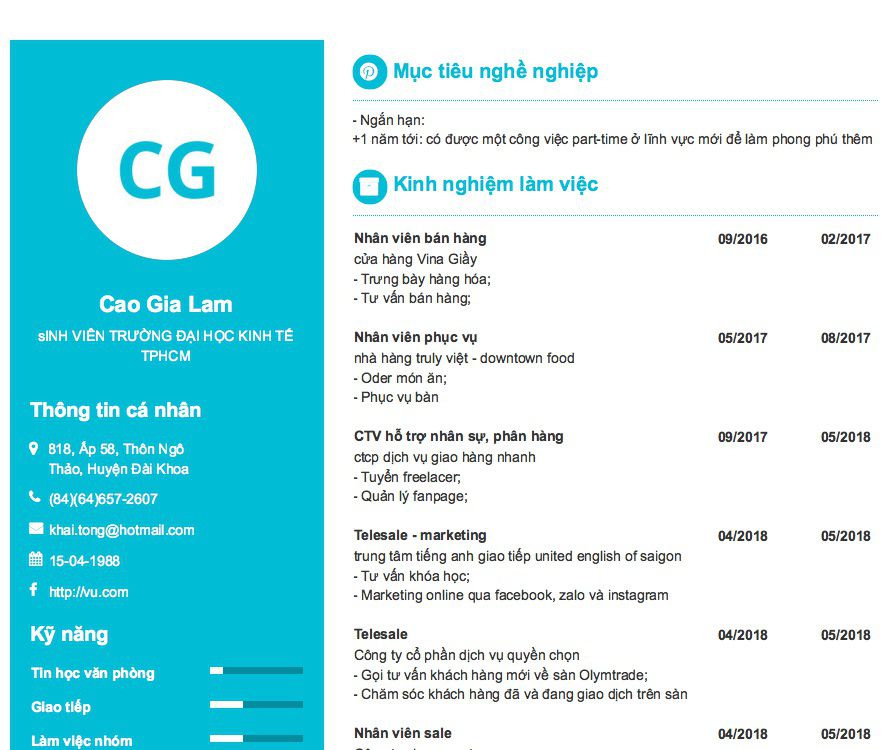 CG
Cao Gia Lam
sINH VIÊN TRƯỜNG ĐẠI HỌC KINH TẾ
TPHCM
Thông tin cá nhân
818, Ấp 58, Thôn Ngô
Thảo, Huyện Đài Khoa
(84)(64)657-2607
khai.tong@hotmail.com
15-04-1988
http://vu.com
Kỹ năng
Tin học văn phòng
Giao tiếp
Làm việc nhóm
Mục tiêu nghề nghiệp
- Ngắn hạn:
+1 năm tới: có được một công việc part-time ở lĩnh vực mới để làm phong phú thêm
Kinh nghiệm làm việc
Nhân viên bán hàng 09/2016 02/2017
cửa hàng Vina Giầy
- Trưng bày hàng hóa;
- Tư vấn bán hàng;
Nhân viên phục vụ 05/2017 08/2017
nhà hàng truly việt - downtown food
- Oder món ăn;
- Phục vụ bàn
CTV hỗ trợ nhân sự, phân hàng 09/2017 05/2018
ctcp dịch vụ giao hàng nhanh
- Tuyển freelacer;
- Quản lý fanpage;
Telesale - marketing 04/2018 05/2018
trung tâm tiếng anh giao tiếp united english of saigon
- Tư vấn khóa học;
- Marketing online qua facebook, zalo và instagram
Telesale 04/2018 05/2018
Công ty cổ phần dịch vụ quyền chọn
- Gọi tư vấn khách hàng mới về sàn Olymtrade;
- Chăm sóc khách hàng đã và đang giao dịch trên sàn
Nhân viên sale 04/2018 05/2018